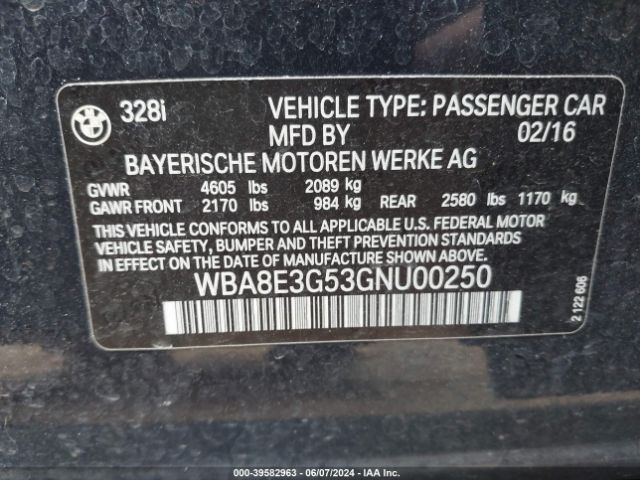 BMW
328i VEHICLE TYPE: PASSENGER CAR
MFD BY 02/16
BAYERISCHE MOTOREN WERKE AG
GVWR 4605 lbs 2089 kg
GAWR FRONT 2170 lbs 984 kg REAR 2580 lbs 1170 kg
THIS VEHICLE CONFORMS TO ALL APPLICABLE U.S. FEDERAL MOTOR
VEHICLE SAFETY, BUMPER AND THEFT PREVENTION STANDARDS
IN EFFECT ON THE DATE OF MANUFACTURE SHOWN ABOVE.
WBA8E3G53GNU00250
2 122 606
000-39582963 - 06/07/2024 - IAA Inc.